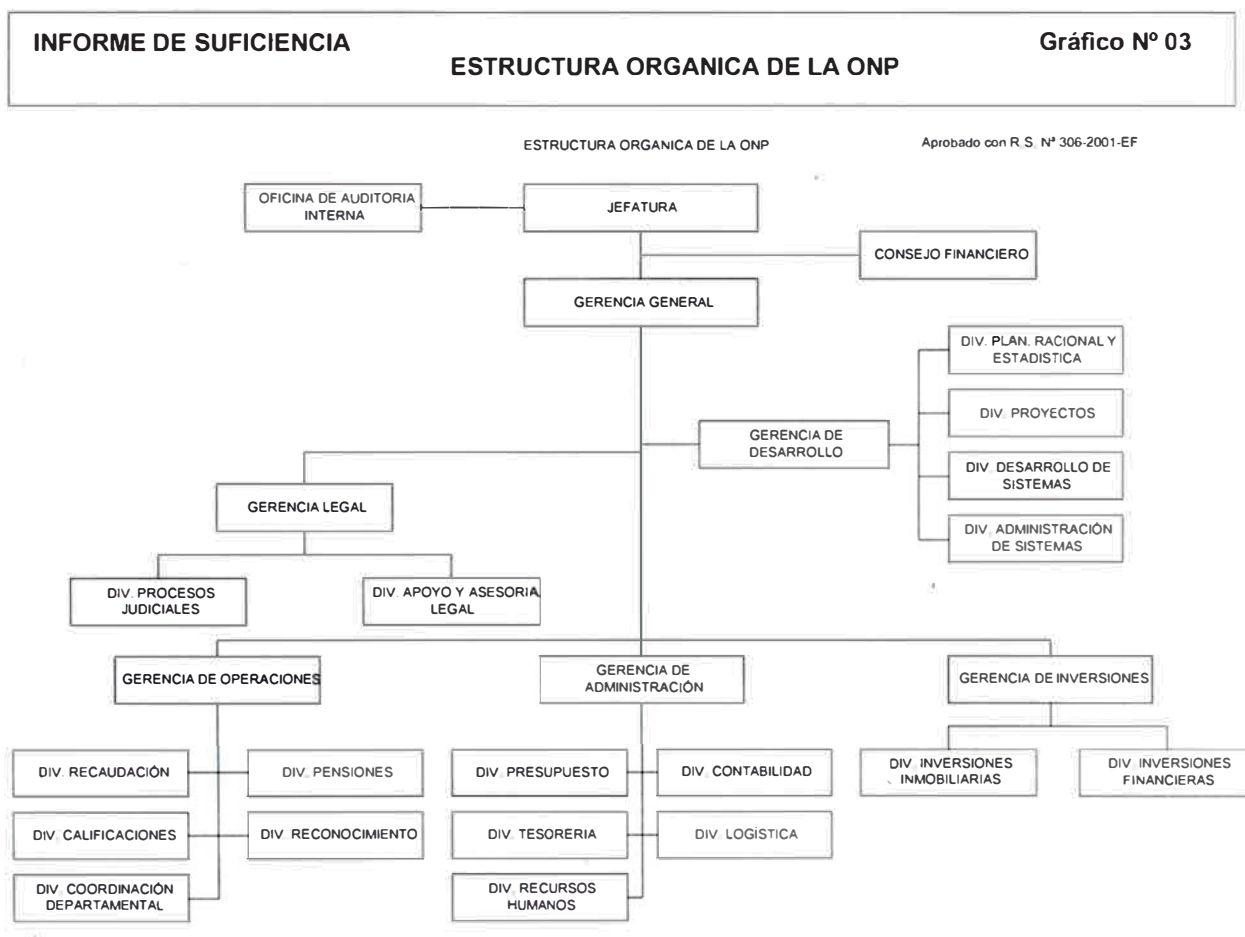 INFORME DE SUFICIENCIA
Gráfico Nº 03
ESTRUCTURA ORGANICA DE LA ONP
ESTRUCTURA ORGANICA DE LA ONP
Aprobado con R.S. Nª 306-2001-EF
OFICINA DE AUDITORIA
INTERNA
JEFATURA
CONSEJO FINANCIERO
GERENCIA GENERAL
DIV. PLAN. RACIONAL Y
ESTADISTICA
DIV. PROYECTOS
GERENCIA DE
DESARROLLO
DIV. DESARROLLO DE
SISTEMAS
DIV. ADMINISTRACIÓN
DE SISTEMAS
GERENCIA LEGAL
DIV. PROCESOS
JUDICIALES
DIV. APOYO Y ASESORIA
LEGAL
GERENCIA DE OPERACIONES
GERENCIA DE
ADMINISTRACIÓN
GERENCIA DE INVERSIONES
DIV. RECAUDACIÓN
DIV. PENSIONES
DIV. PRESUPUESTO
DIV. CONTABILIDAD
DIV. INVERSIONES
INMOBILIARIAS
DIV. INVERSIONES
FINANCIERAS
DIV. CALIFICACIONES
DIV. RECONOCIMIENTO
DIV. TESORERIA
DIV. LOGÍSTICA
DIV. COORDINACIÓN
DEPARTAMENTAL
DIV. RECURSOS
HUMANOS